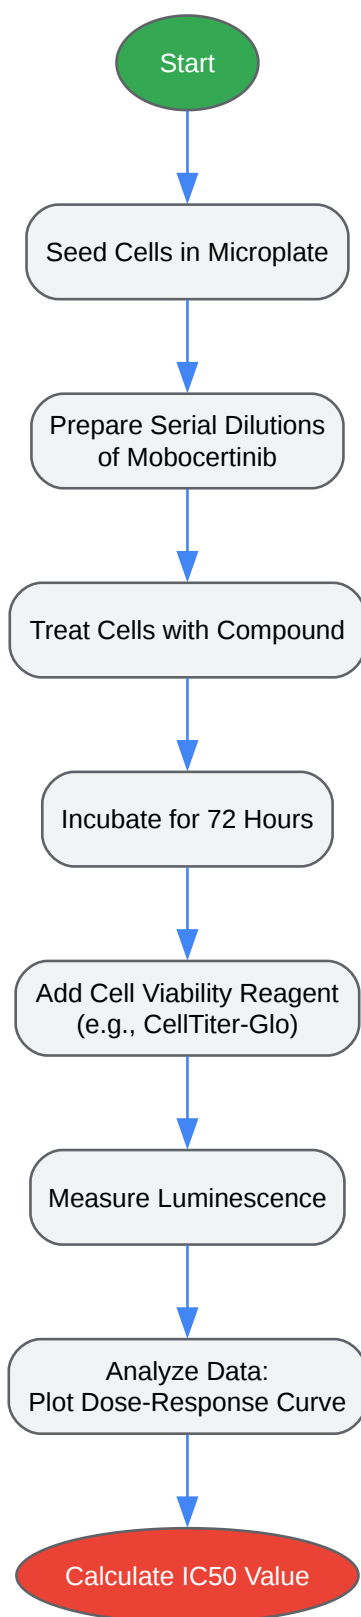 Start
Seed Cells in Microplate
Prepare Serial Dilutions
of Mobocertinib
Treat Cells with Compound
Incubate for 72 Hours
Add Cell Viability Reagent
(e.g., CellTiter-Glo)
Measure Luminescence
Analyze Data:
Plot Dose-Response Curve
Calculate IC50 Value